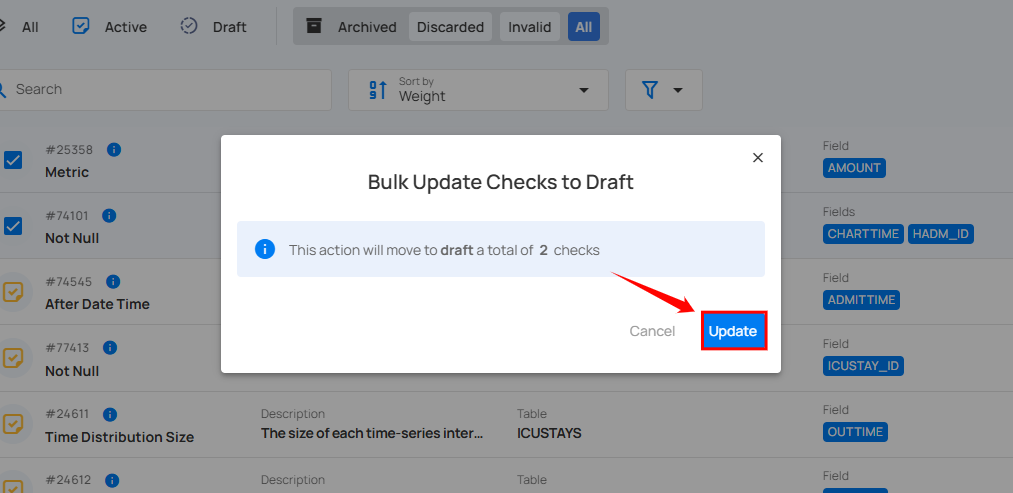 All Active Draft Archived Discarded Invalid All
Search
Sort by
Weight
#25358
Metric
Field
AMOUNT
Bulk Update Checks to Draft
This action will move to draft a total of 2 checks
Cancel Update
#74101
Not Null
Fields
CHARTTIME HADM_ID
#74545
After Date Time
Field
ADMITTIME
#77413
Not Null
Field
ICUSTAY_ID
#24611
Time Distribution Size
Description
The size of each time-series inter...
Table
ICUSTAYS
Field
OUTTIME
#24612
Description
Table
Field